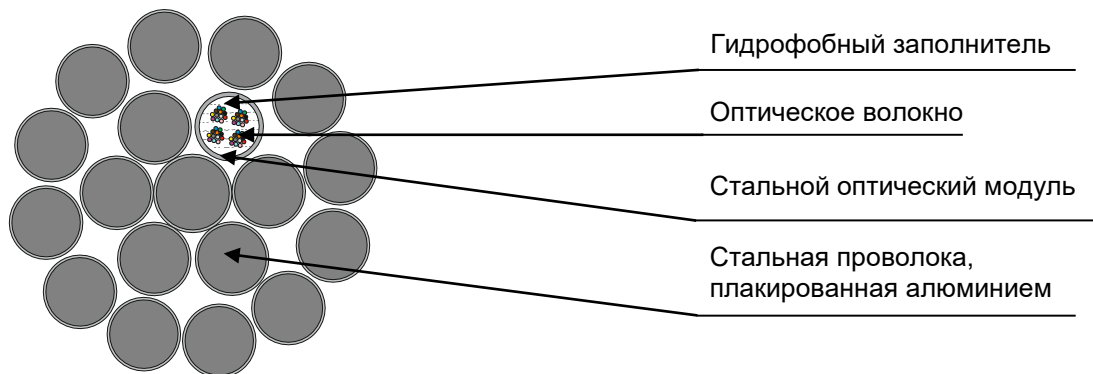 Гидрофобный заполнитель
Оптическое волокно
Стальной оптический модуль
Стальная проволока,
плакированная алюминием